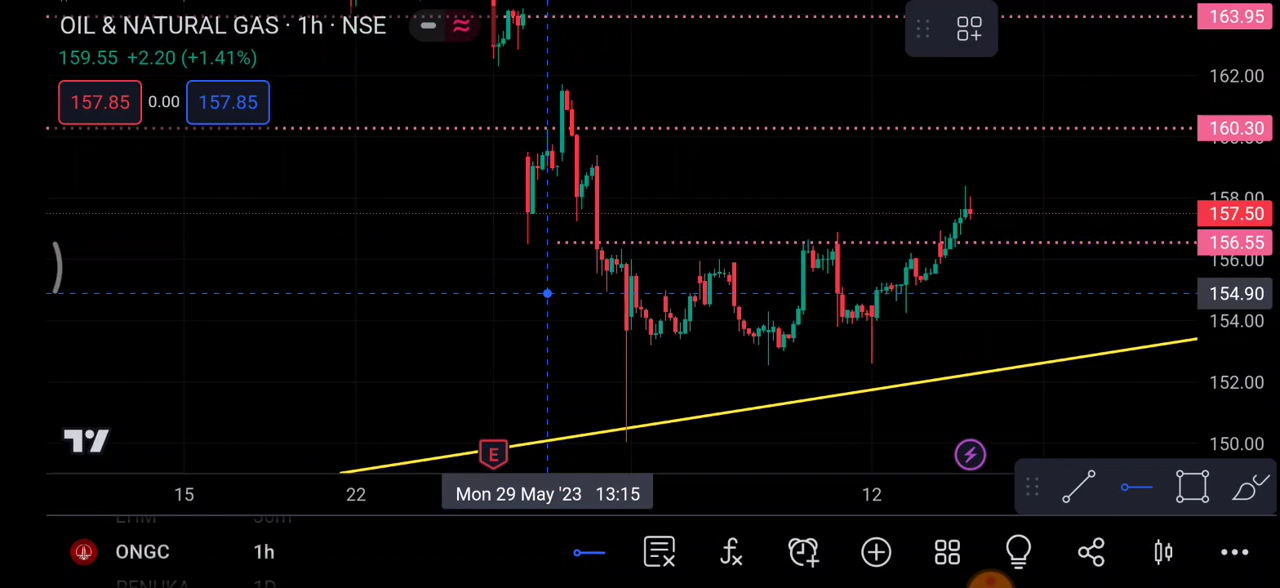 OIL & NATURAL GAS · 1h · NSE
159.55 +2.20 (+1.41%)
157.85 0.00 157.85
163.95
162.00
160.30
158.00
157.50
156.55
156.00
154.90
154.00
152.00
150.00
E
15 22 Mon 29 May '23 13:15 12
ONGC 1h